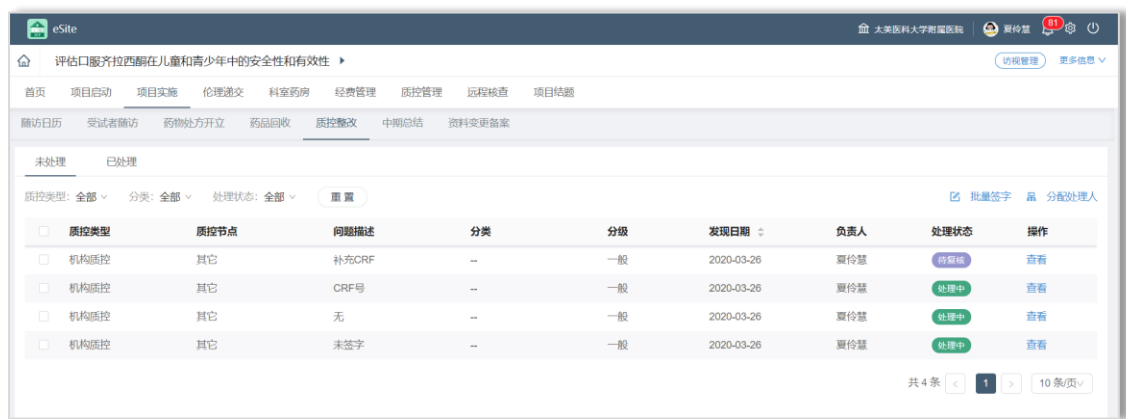 eSite 太美医科大学附属医院 夏伶慧 81
评估口服齐拉西酮在儿童和青少年中的安全性和有效性 访视管理 更多信息
首页 项目启动 项目实施 伦理递交 科室药房 经费管理 质控管理 远程核查 项目结题
随访日历 受试者随访 药物处方开立 药品回收 质控整改 中期总结 资料变更备案
未处理 已处理
质控类型: 全部 分类: 全部 处理状态: 全部 重置 批量签字 分配处理人
质控类型 质控节点 问题描述 分类 分级 发现日期 负责人 处理状态 操作
机构质控 其它 补充CRF -- 一般 2020-03-26 夏伶慧 待复核 查看
机构质控 其它 CRF号 -- 一般 2020-03-26 夏伶慧 处理中 查看
机构质控 其它 无 -- 一般 2020-03-26 夏伶慧 处理中 查看
机构质控 其它 未签字 -- 一般 2020-03-26 夏伶慧 处理中 查看
共 4 条 < 1 > 10 条/页